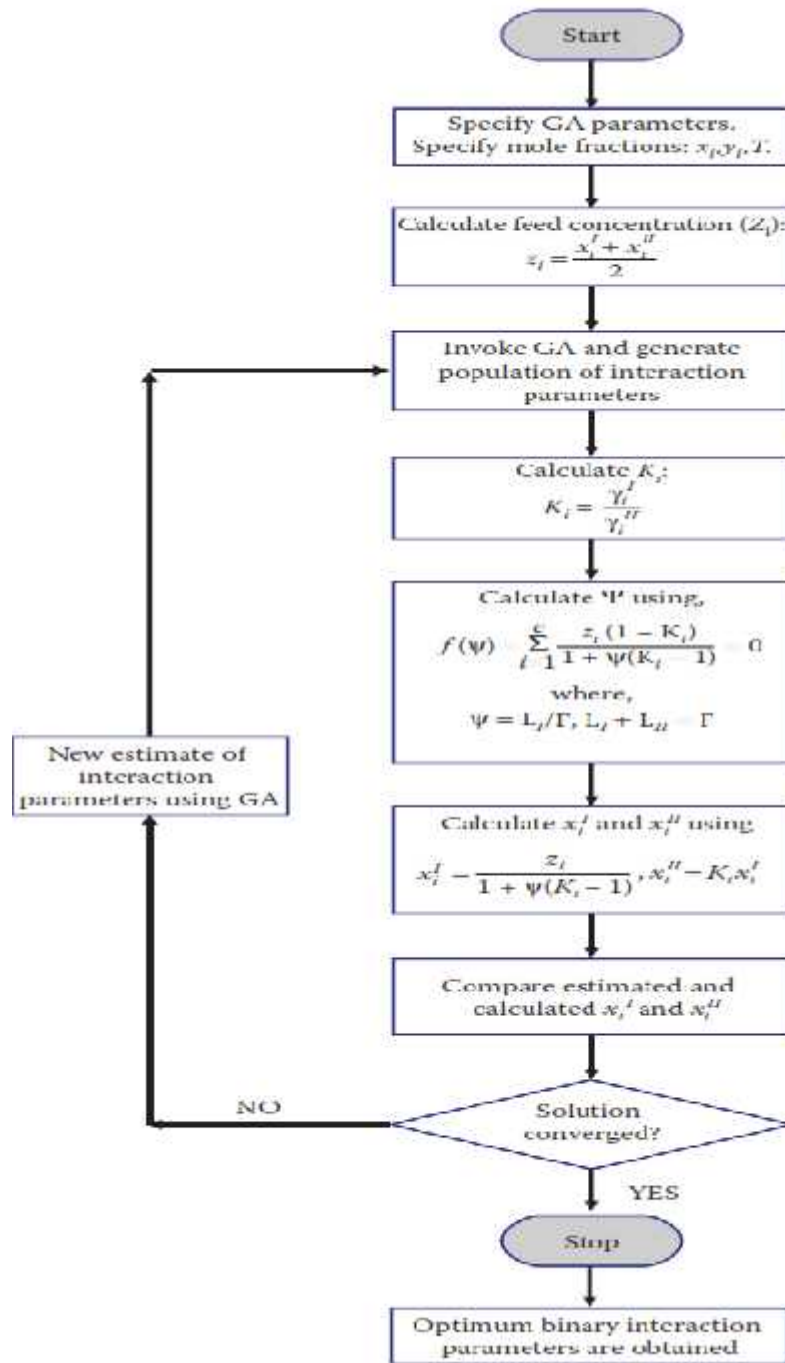 Start
Specify GA parameters.
Specify mole fractions: x_i, y_i, T.
Calculate feed concentration (Z_i):
z_i = (x_i^I + x_i^II) / 2
Invoke GA and generate
population of interaction
parameters
Calculate K_i:
K_i = γ_i^I / γ_i^II
Calculate Ψ using,
f(ψ) – Σ_{i=1}^{c} z_i (1 – K_i) / (1 + ψ(K_i – 1)) – 0
where,
ψ = L_I/Γ, L_I + L_II – Γ
New estimate of
interaction
parameters using GA
Calculate x_i^I and x_i^II using
x_i^I – z_i / (1 + ψ(K_i – 1)), x_i^II – K_i x_i^I
Compare estimated and
calculated x_i^I and x_i^II
NO
Solution
converged?
YES
Stop
Optimum binary interaction
parameters are obtained